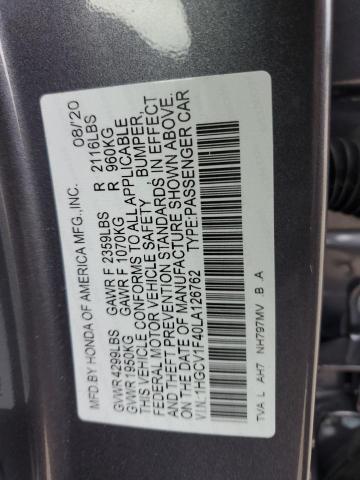 MFD.BY HONDA OF AMERICA MFG.,INC. 08/'20
GVWR 4299LBS GAWR F 2359LBS R 2116LBS
GVWR 1950KG GAWR F 1070KG R 960KG
THIS VEHICLE CONFORMS TO ALL APPLICABLE
FEDERAL MOTOR VEHICLE SAFETY , BUMPER,
AND THEFT PREVENTION STANDARDS IN EFFECT
ON THE DATE OF MANUFACTURE SHOWN ABOVE.
V.I.N.:1HGCV1F40LA126762 TYPE:PASSENGER CAR
TVA L AH7 NH797MV . B . A